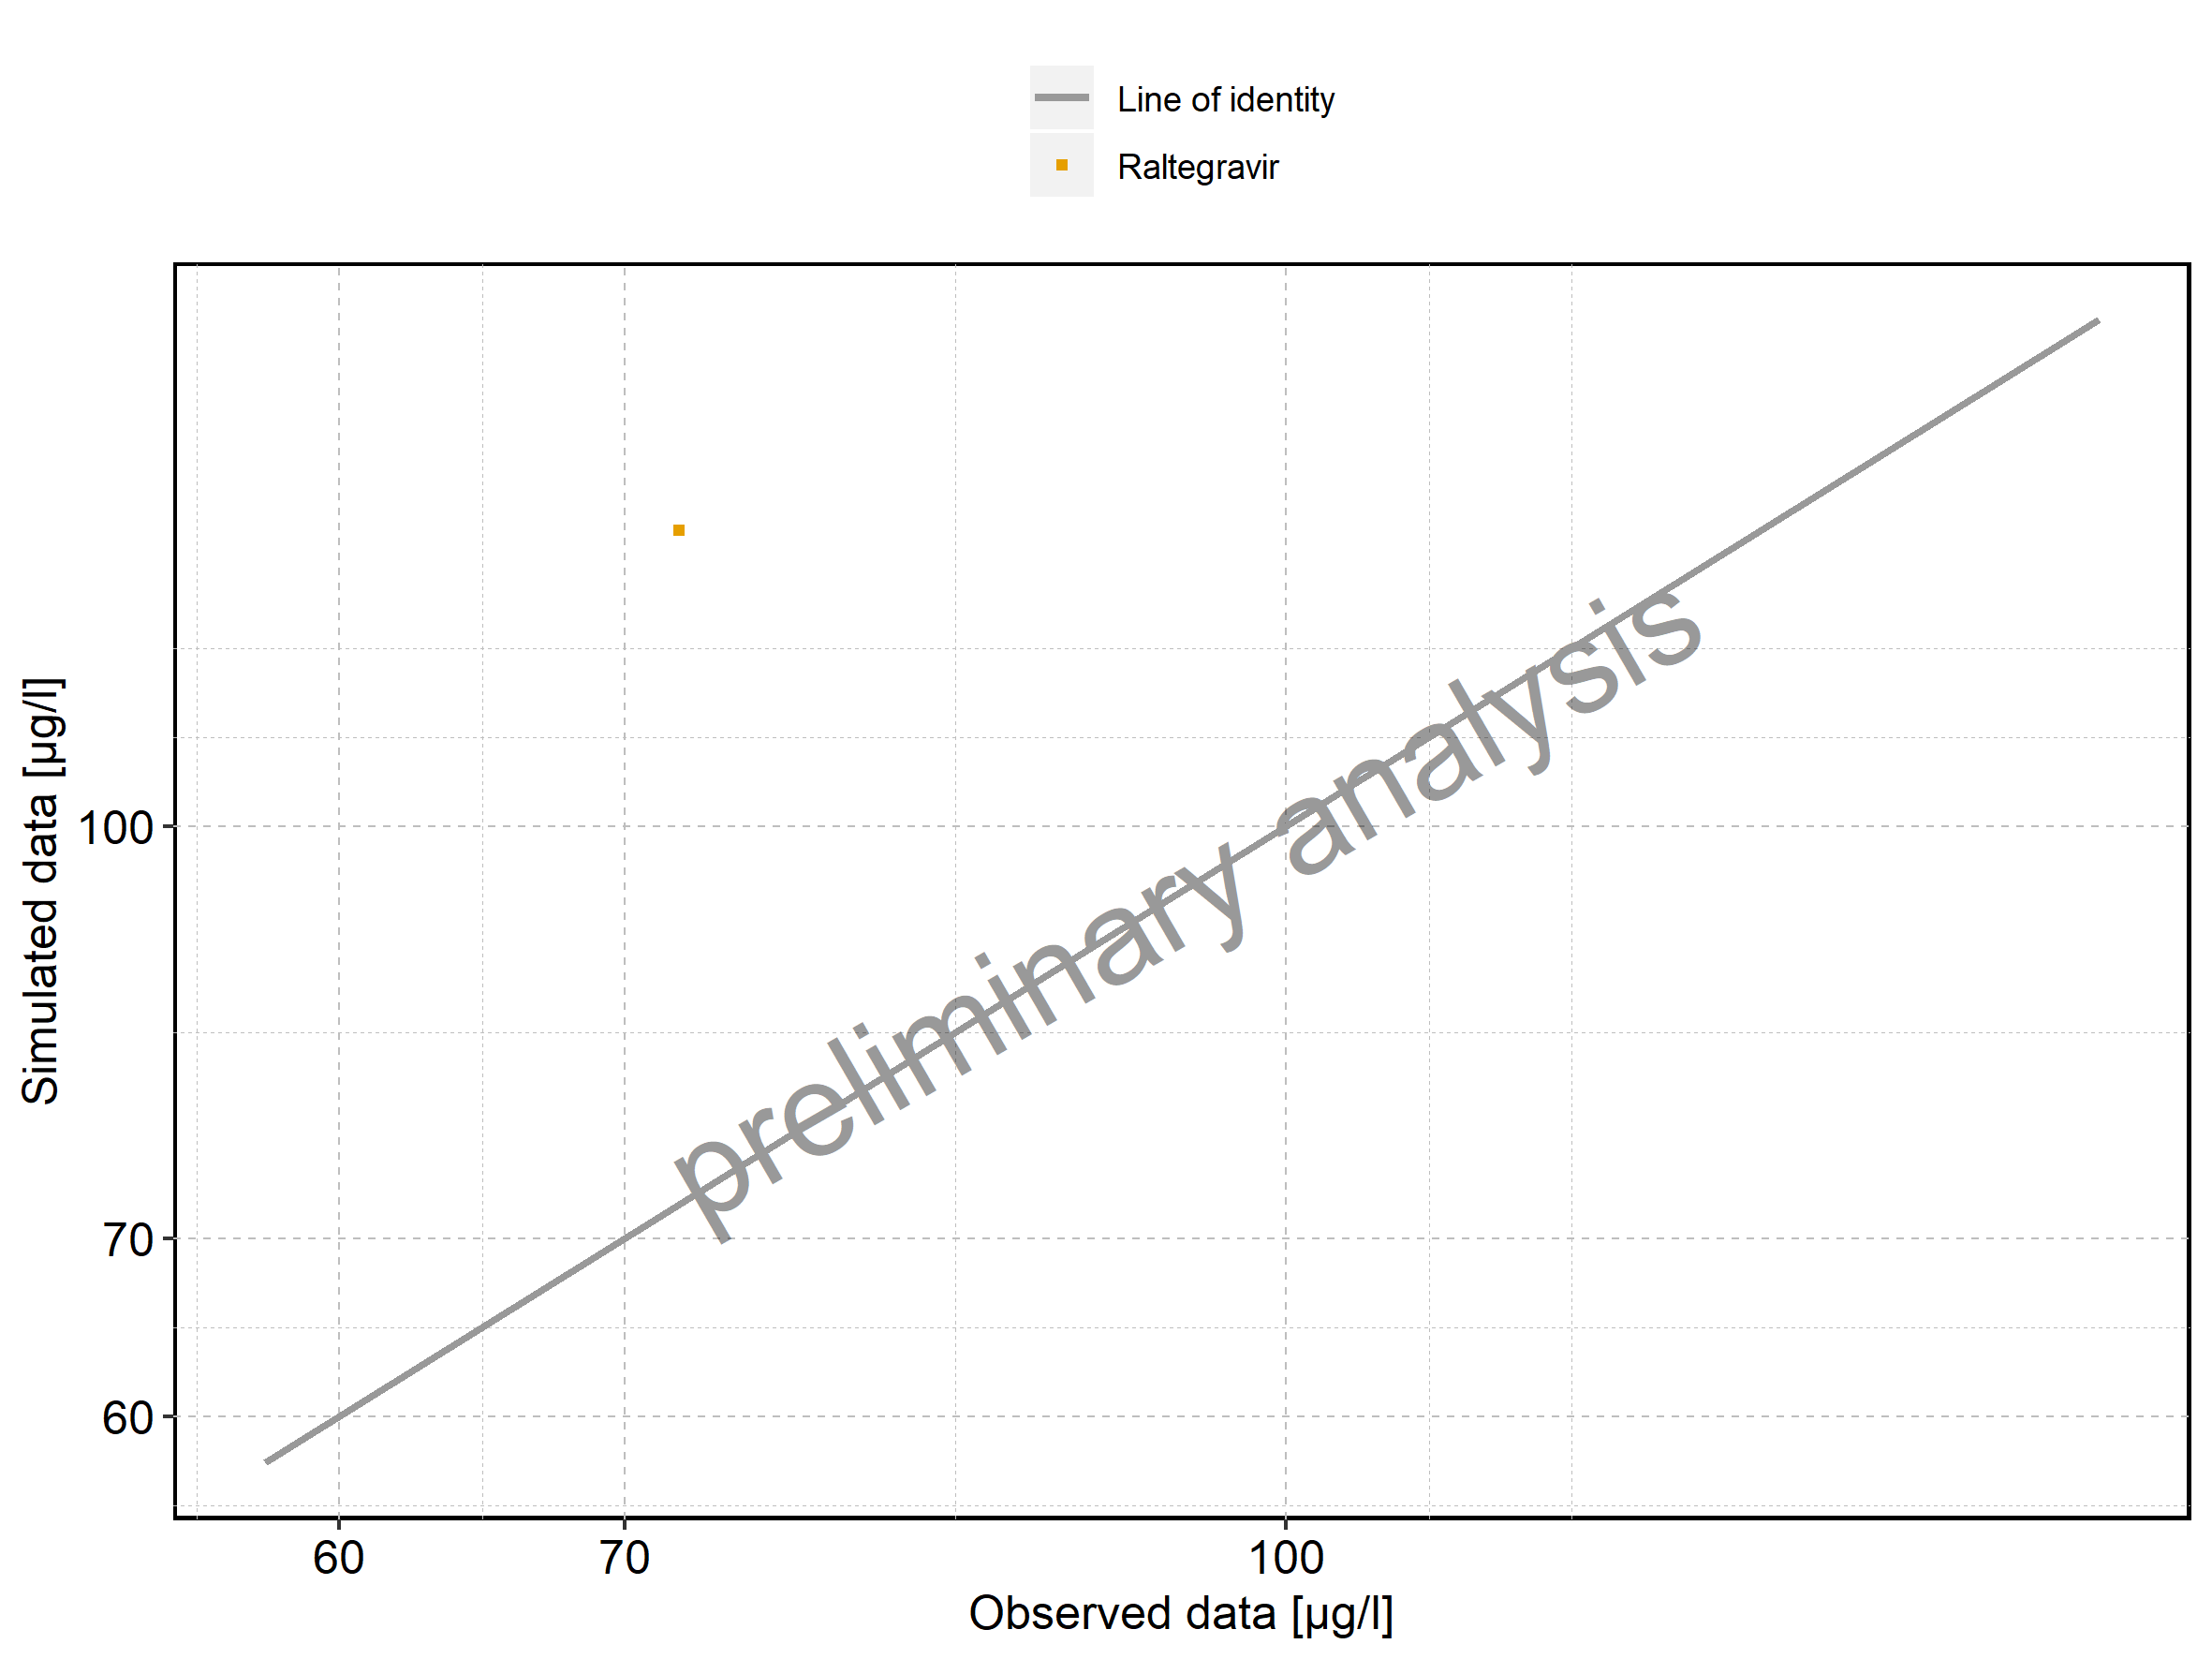 Line of identity
Raltegravir
Simulated data [µg/l]
100
70
60
preliminary analysis
60 70 100
Observed data [µg/l]